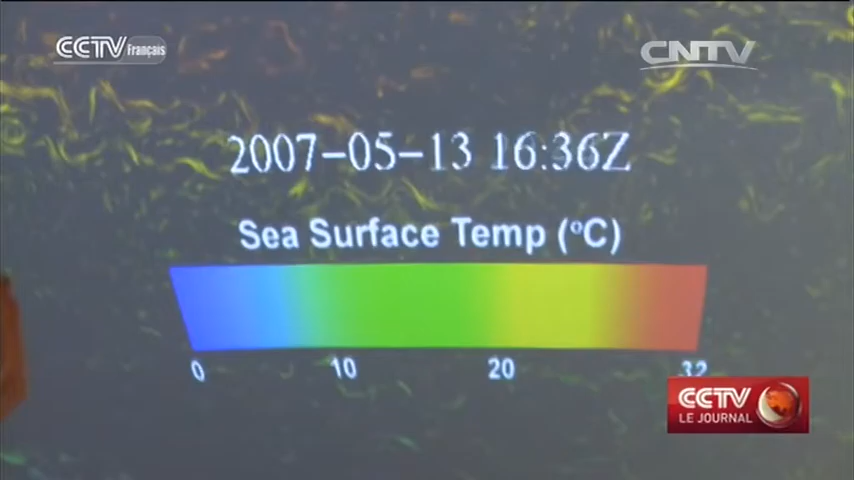 CCTV Français
CNTV
2007-05-13 16:36Z
Sea Surface Temp (°C)
0 10 20 32
CCTV
LE JOURNAL